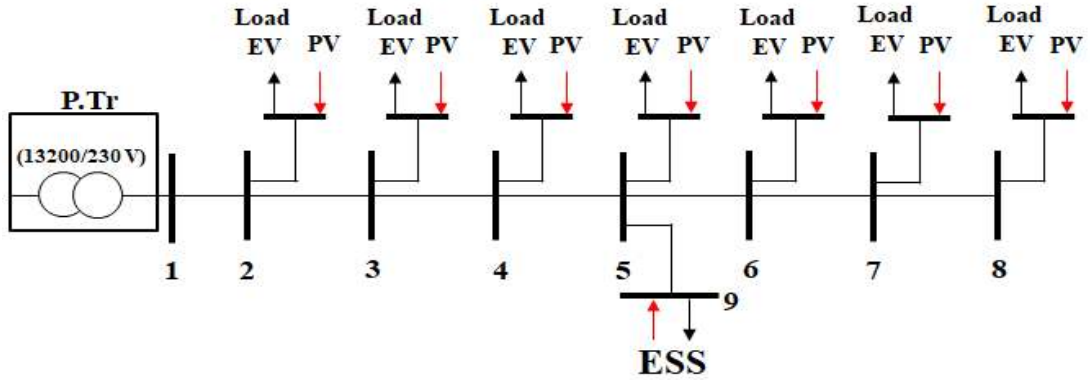 Load
EV PV
Load
EV PV
Load
EV PV
Load
EV PV
Load
EV PV
Load
EV PV
Load
EV PV
P.Tr
(13200/230 V)
1 2 3 4 5 6 7 8
9
ESS